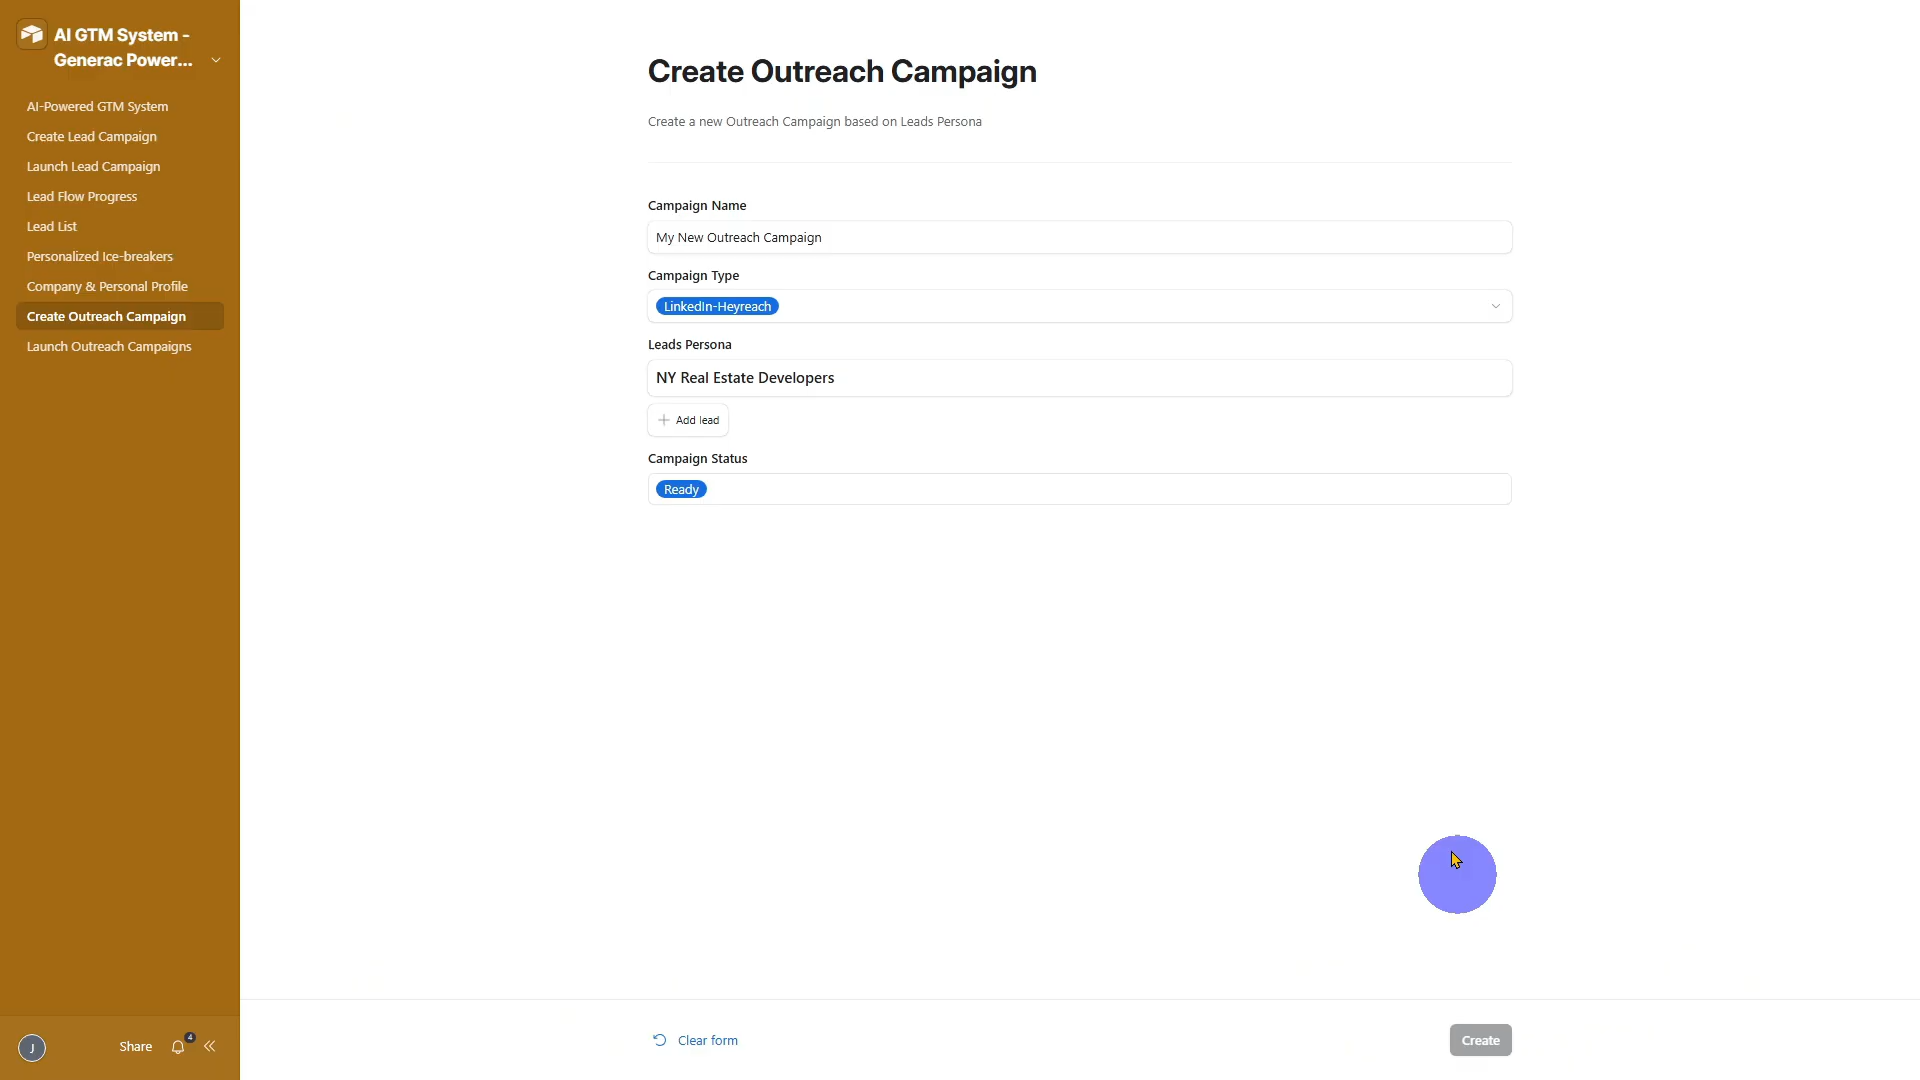 AI GTM System -
Generac Power...
AI-Powered GTM System
Create Lead Campaign
Launch Lead Campaign
Lead Flow Progress
Lead List
Personalized Ice-breakers
Company & Personal Profile
Create Outreach Campaign
Launch Outreach Campaigns
J
Share
4
Create Outreach Campaign
Create a new Outreach Campaign based on Leads Persona
Campaign Name
My New Outreach Campaign
Campaign Type
LinkedIn-Heyreach
Leads Persona
NY Real Estate Developers
Add lead
Campaign Status
Ready
Clear form
Create